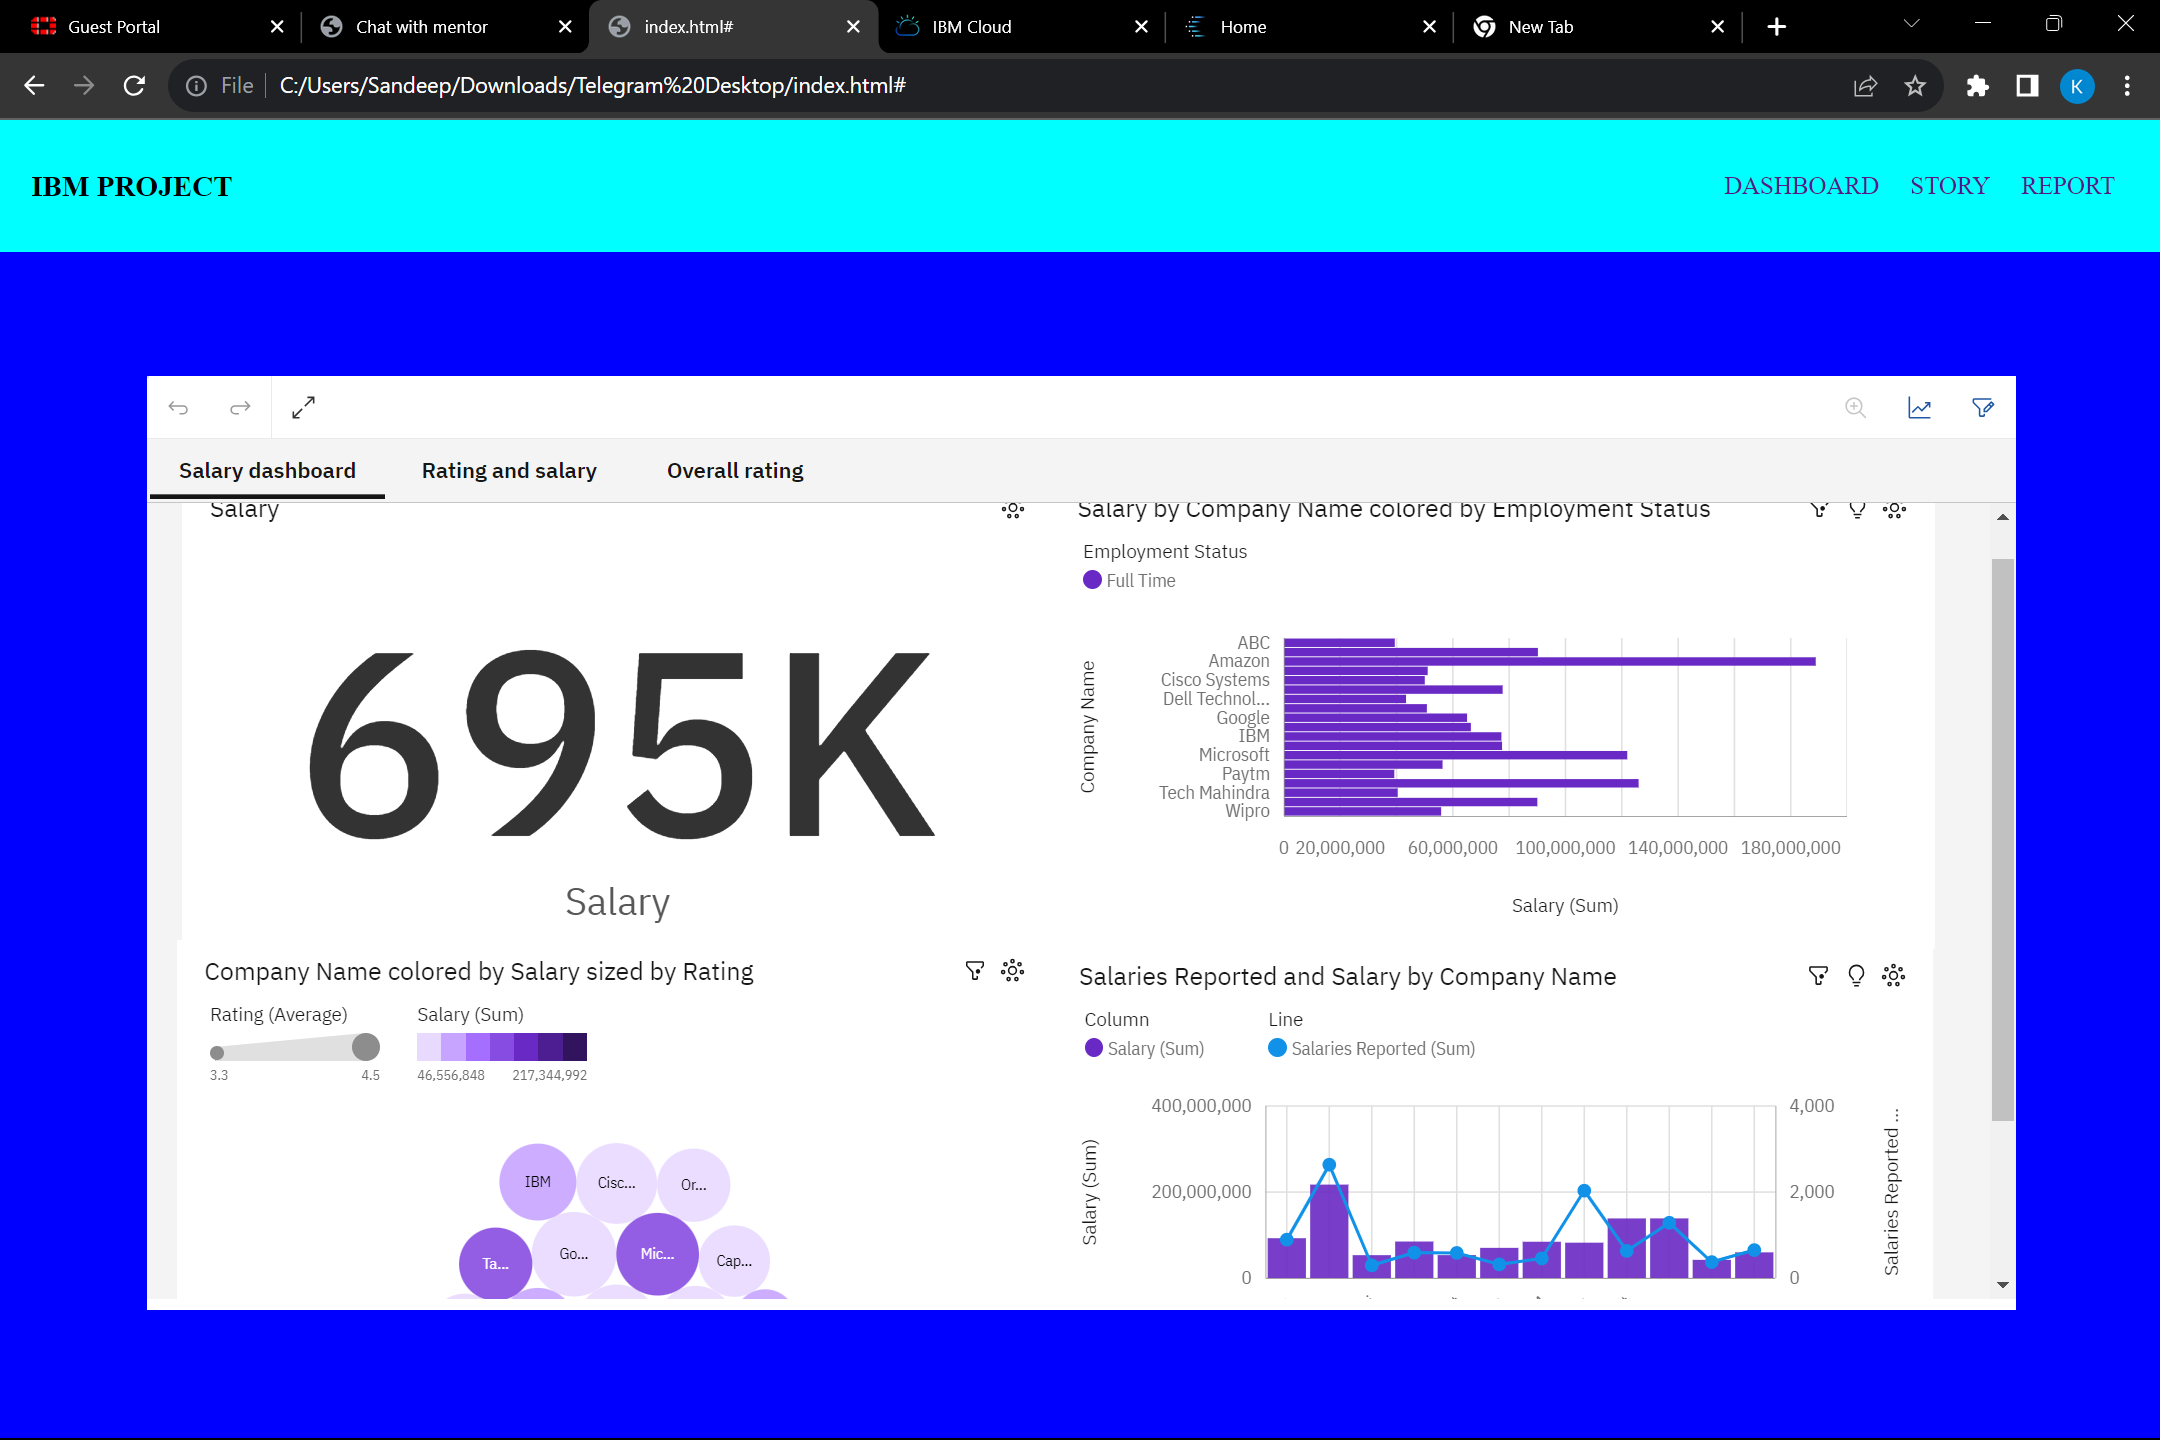 Guest Portal
Chat with mentor
index.html#
IBM Cloud
Home
New Tab
File
C:/Users/Sandeep/Downloads/Telegram%20Desktop/index.html#
K
IBM PROJECT
DASHBOARD STORY REPORT
Salary dashboard
Rating and salary
Overall rating
Salary
695K
Salary
Salary by Company Name colored by Employment Status
Employment Status
Full Time
Company Name
ABC
Amazon
Cisco Systems
Dell Technol...
Google
IBM
Microsoft
Paytm
Tech Mahindra
Wipro
0 20,000,000 60,000,000 100,000,000 140,000,000 180,000,000
Salary (Sum)
Company Name colored by Salary sized by Rating
Rating (Average)
3.3 4.5
Salary (Sum)
46,556,848 217,344,992
IBM
Cisc...
Or...
Ta...
Go...
Mic...
Cap...
Salaries Reported and Salary by Company Name
Column
Salary (Sum)
Line
Salaries Reported (Sum)
Salary (Sum)
400,000,000
200,000,000
0
4,000
2,000
0
Salaries Reported ...